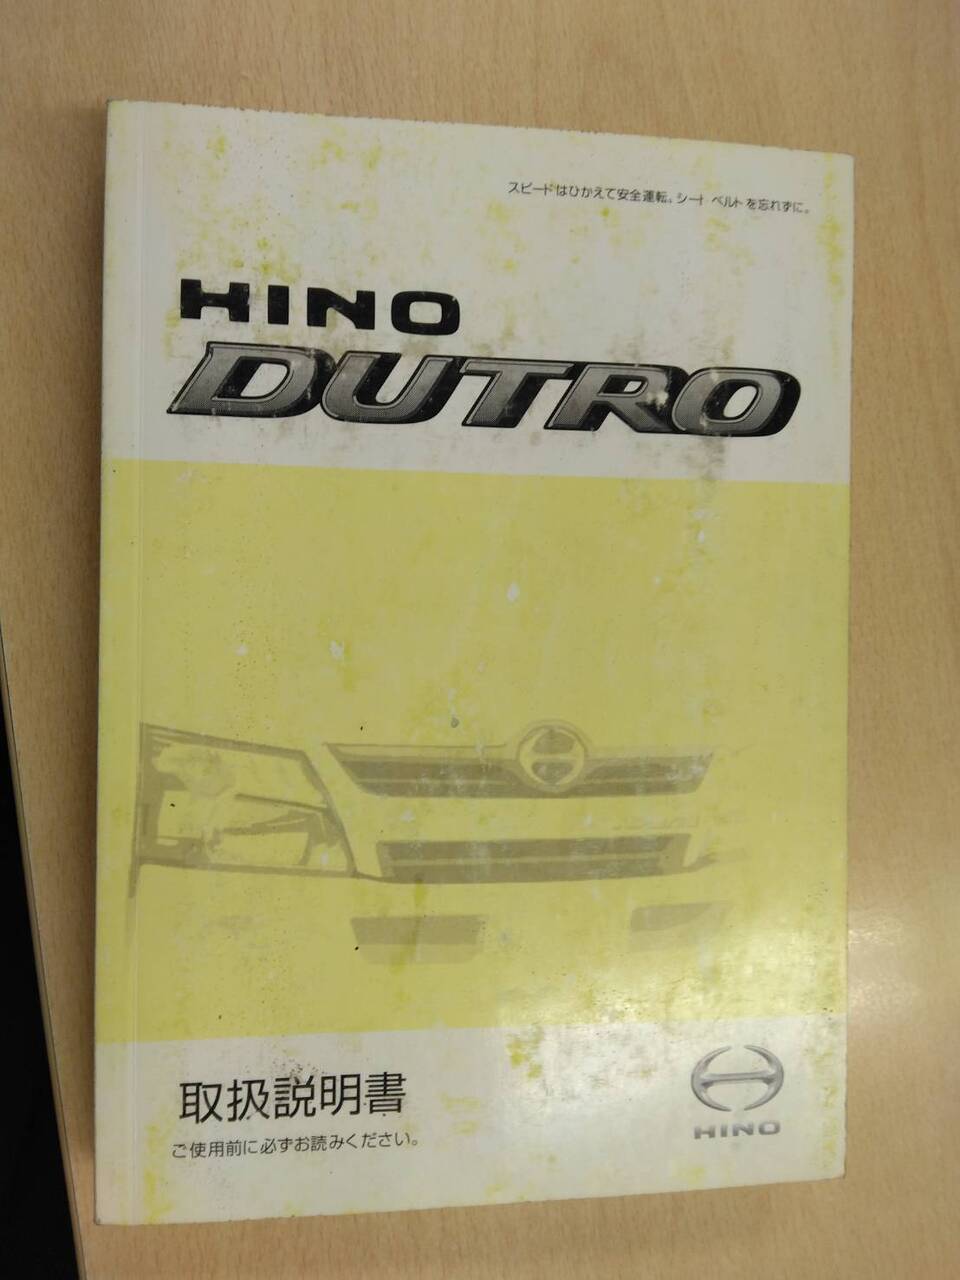 スピードはひかえて安全運転。シートベルトを忘れずに。
HINO
DUTRO
取扱説明書
ご使用前に必ずお読みください。
HINO